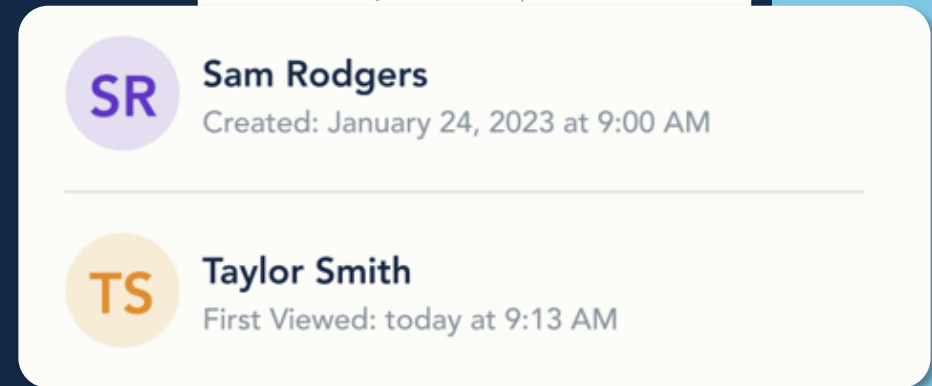 SR
Sam Rodgers
Created: January 24, 2023 at 9:00 AM
TS
Taylor Smith
First Viewed: today at 9:13 AM